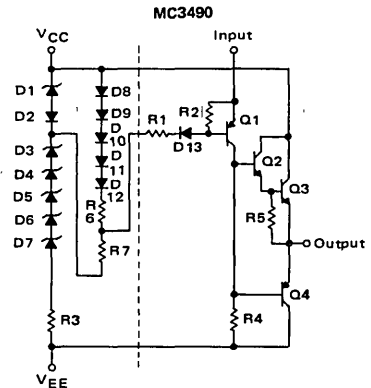 MC3490
VCC
Input
D1
D8
D2
D9
R1
R2
Q1
D
10
D3
D13
Q2
D4
D
11
Q3
D5
D
12
R5
D6
R
6
D7
R7
Output
Q4
R3
R4
VEE